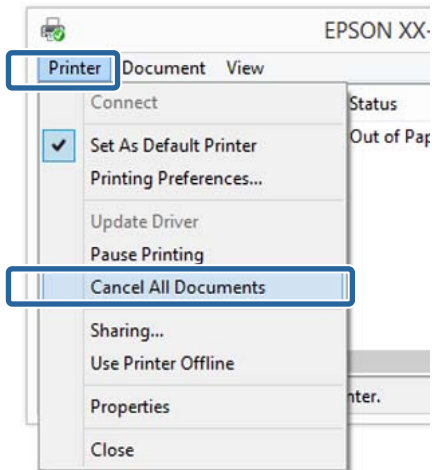 EPSON XX-
Printer Document View
Connect
Status
Set As Default Printer
Out of Pap
Printing Preferences...
Update Driver
Pause Printing
Cancel All Documents
Sharing...
Use Printer Offline
Properties
nter.
Close